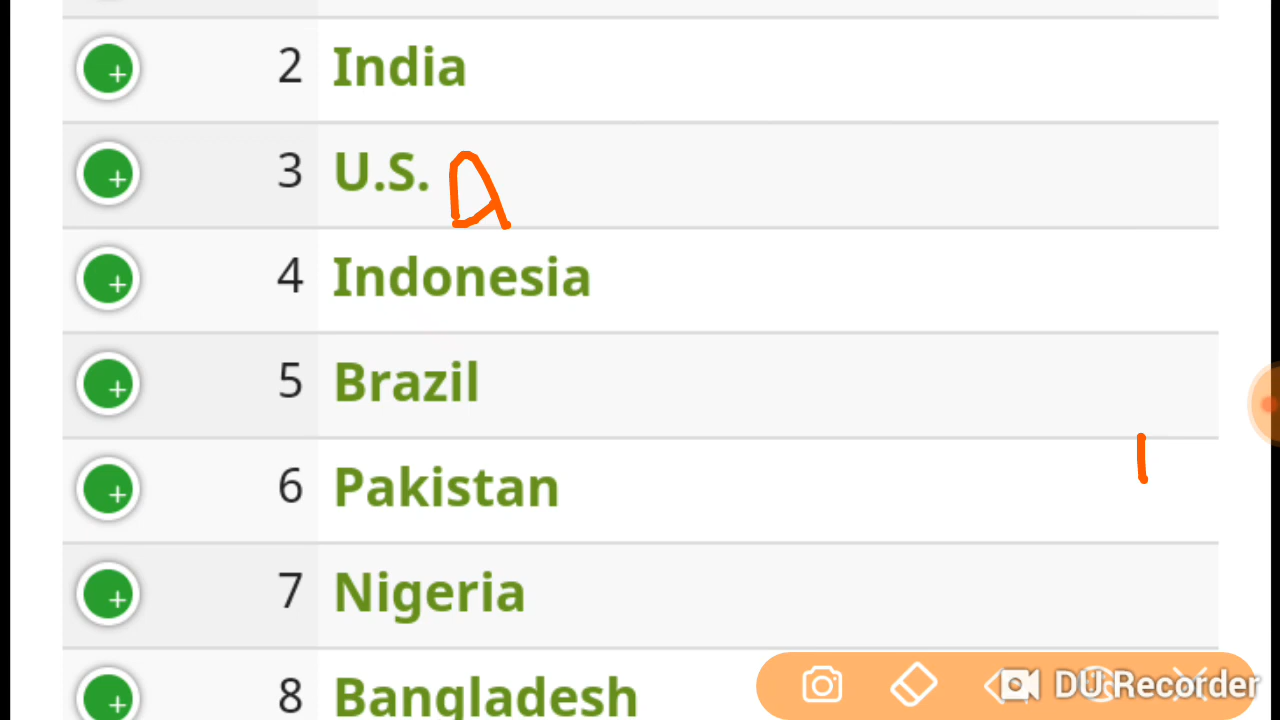 2 India
3 U.S. A
4 Indonesia
5 Brazil
6 Pakistan
7 Nigeria
8 Bangladesh
DU Recorder